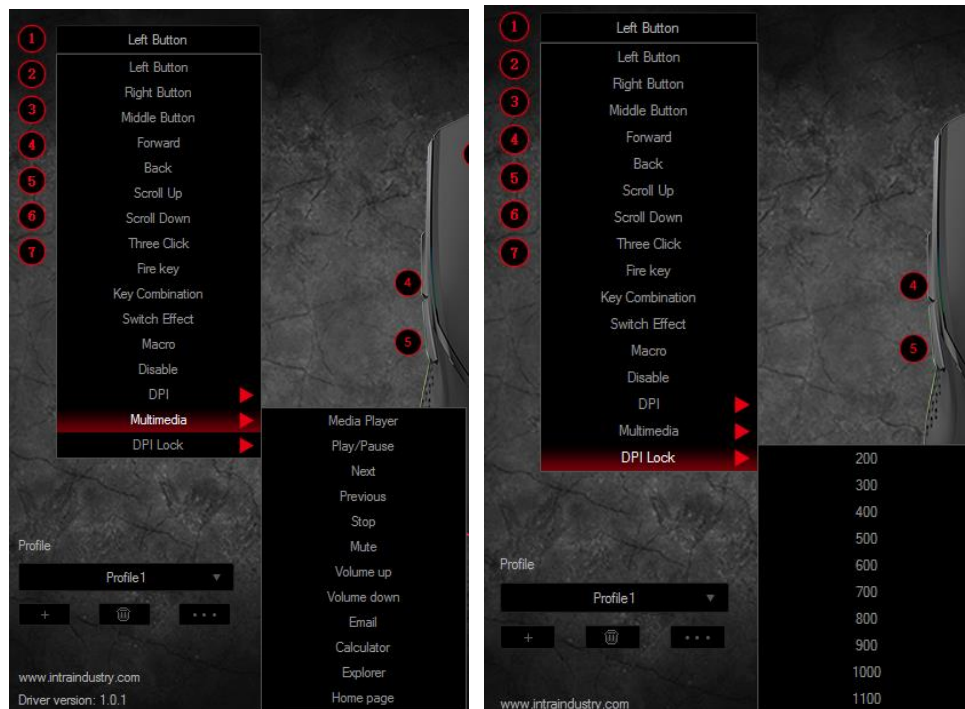 1
Left Button
2
Left Button
Right Button
3
Middle Button
4
Forward
Back
5
Scroll Up
6
Scroll Down
7
Three Click
Fire key
4
Key Combination
Switch Effect
5
Macro
Disable
DPI
Multimedia
DPI Lock
Media Player
Play/Pause
Next
Previous
Stop
Mute
Volume up
Volume down
Email
Calculator
Explorer
Home page
Profile
Profile1
+
...
www.intraindustry.com
Driver version: 1.0.1
1
Left Button
2
Left Button
Right Button
3
Middle Button
4
Forward
Back
5
Scroll Up
6
Scroll Down
7
Three Click
Fire key
4
Key Combination
Switch Effect
5
Macro
Disable
DPI
Multimedia
DPI Lock
200
300
400
500
600
700
800
900
1000
1100
Profile
Profile1
+
...
www.intraindustry.com